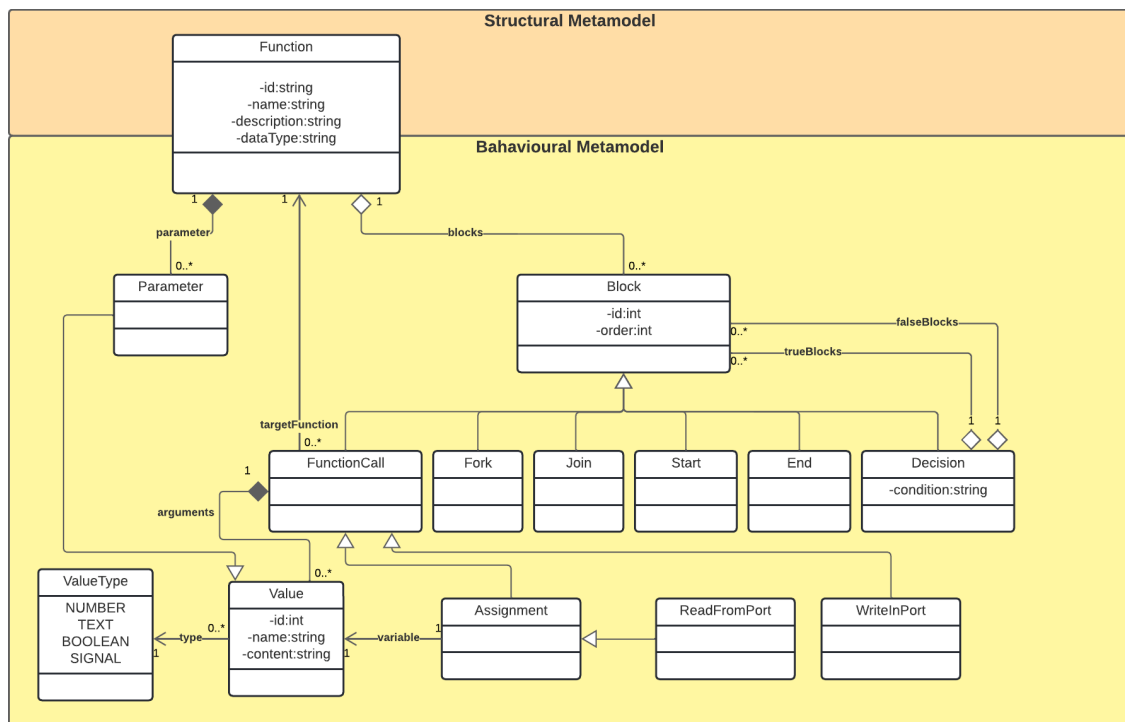 Structural Metamodel
Function
-id:string
-name:string
-description:string
-dataType:string
Bahavioural Metamodel
1
1
1
parameter
blocks
0..*
0..*
Parameter
Block
-id:int
-order:int
falseBlocks
0..*
trueBlocks
0..*
targetFunction
0..*
1
1
FunctionCall
Fork
Join
Start
End
Decision
-condition:string
1
arguments
0..*
ValueType
NUMBER
TEXT
BOOLEAN
SIGNAL
type
0..*
1
Value
-id:int
-name:string
-content:string
variable
1
1
Assignment
ReadFromPort
WriteInPort